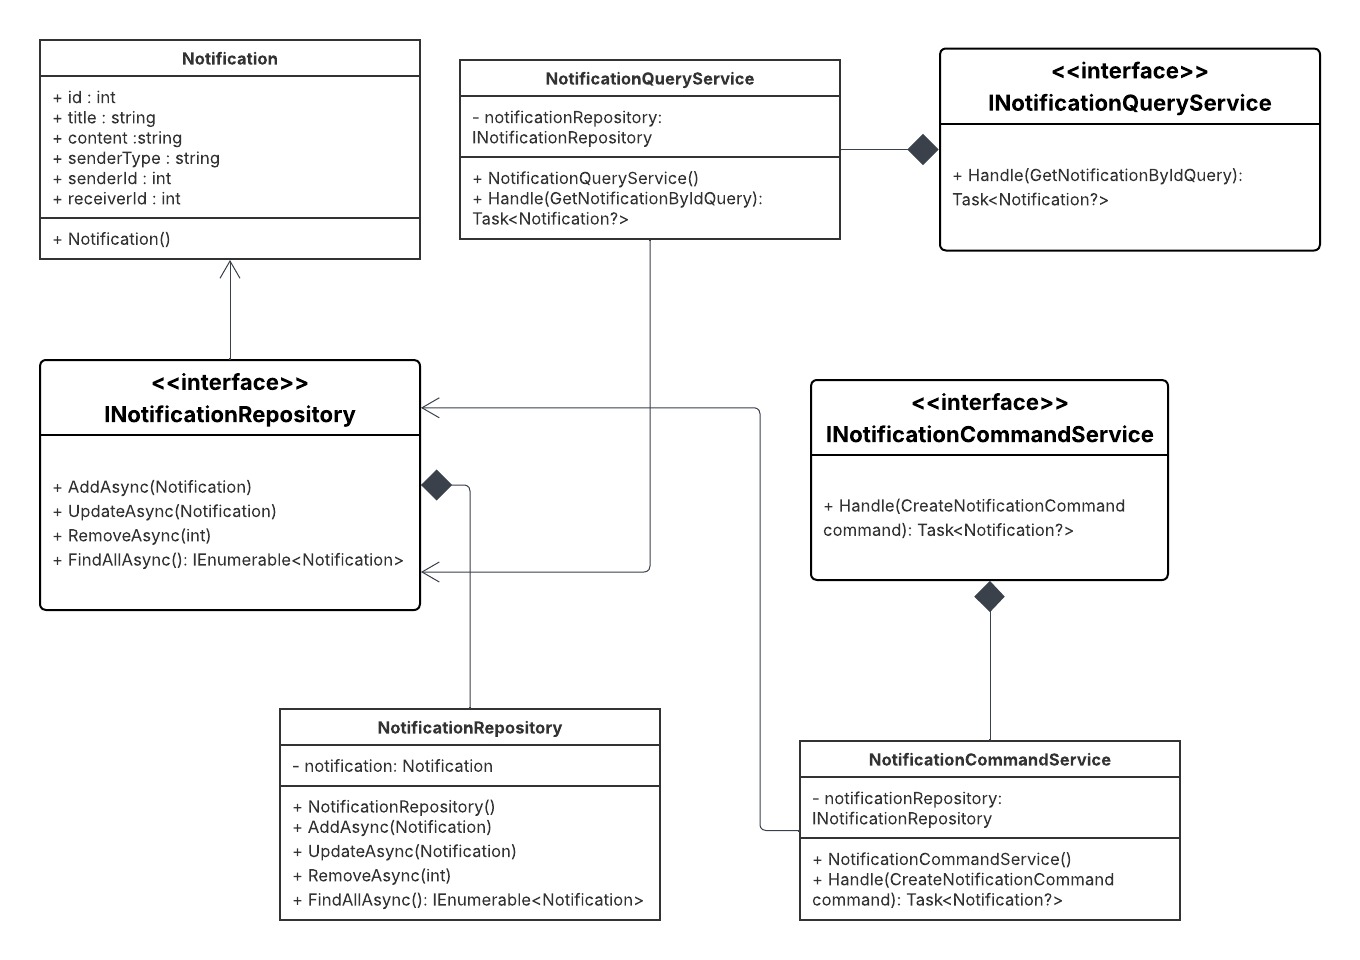 Notification
+ id : int
+ title : string
+ content :string
+ senderType : string
+ senderId : int
+ receiverId : int
+ Notification()
NotificationQueryService
- notificationRepository:
INotificationRepository
+ NotificationQueryService()
+ Handle(GetNotificationByIdQuery):
Task<Notification?>
<<interface>>
INotificationQueryService
+ Handle(GetNotificationByIdQuery):
Task<Notification?>
<<interface>>
INotificationRepository
+ AddAsync(Notification)
+ UpdateAsync(Notification)
+ RemoveAsync(int)
+ FindAllAsync(): IEnumerable<Notification>
<<interface>>
INotificationCommandService
+ Handle(CreateNotificationCommand
command): Task<Notification?>
NotificationRepository
- notification: Notification
+ NotificationRepository()
+ AddAsync(Notification)
+ UpdateAsync(Notification)
+ RemoveAsync(int)
+ FindAllAsync(): IEnumerable<Notification>
NotificationCommandService
- notificationRepository:
INotificationRepository
+ NotificationCommandService()
+ Handle(CreateNotificationCommand
command): Task<Notification?>